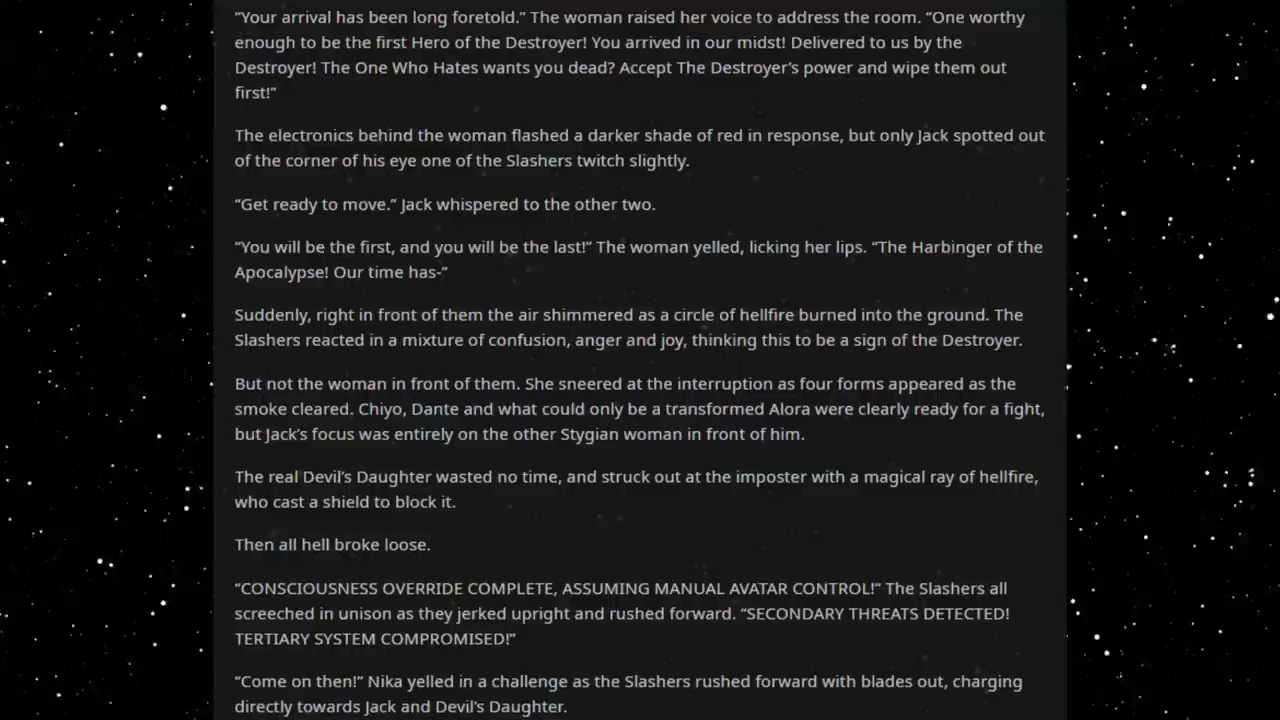 “Your arrival has been long foretold.” The woman raised her voice to address the room. “One worthy
enough to be the first Hero of the Destroyer! You arrived in our midst! Delivered to us by the
Destroyer! The One Who Hates wants you dead? Accept The Destroyer’s power and wipe them out
first!”
The electronics behind the woman flashed a darker shade of red in response, but only Jack spotted out
of the corner of his eye one of the Slashers twitch slightly.
“Get ready to move.” Jack whispered to the other two.
“You will be the first, and you will be the last!” The woman yelled, licking her lips. “The Harbinger of the
Apocalypse! Our time has-”
Suddenly, right in front of them the air shimmered as a circle of hellfire burned into the ground. The
Slashers reacted in a mixture of confusion, anger and joy, thinking this to be a sign of the Destroyer.
But not the woman in front of them. She sneered at the interruption as four forms appeared as the
smoke cleared. Chiyo, Dante and what could only be a transformed Alora were clearly ready for a fight,
but Jack’s focus was entirely on the other Stygian woman in front of him.
The real Devil’s Daughter wasted no time, and struck out at the imposter with a magical ray of hellfire,
who cast a shield to block it.
Then all hell broke loose.
“CONSCIOUSNESS OVERRIDE COMPLETE, ASSUMING MANUAL AVATAR CONTROL!” The Slashers all
screeched in unison as they jerked upright and rushed forward. “SECONDARY THREATS DETECTED!
TERTIARY SYSTEM COMPROMISED!”
“Come on then!” Nika yelled in a challenge as the Slashers rushed forward with blades out, charging
directly towards Jack and Devil’s Daughter.